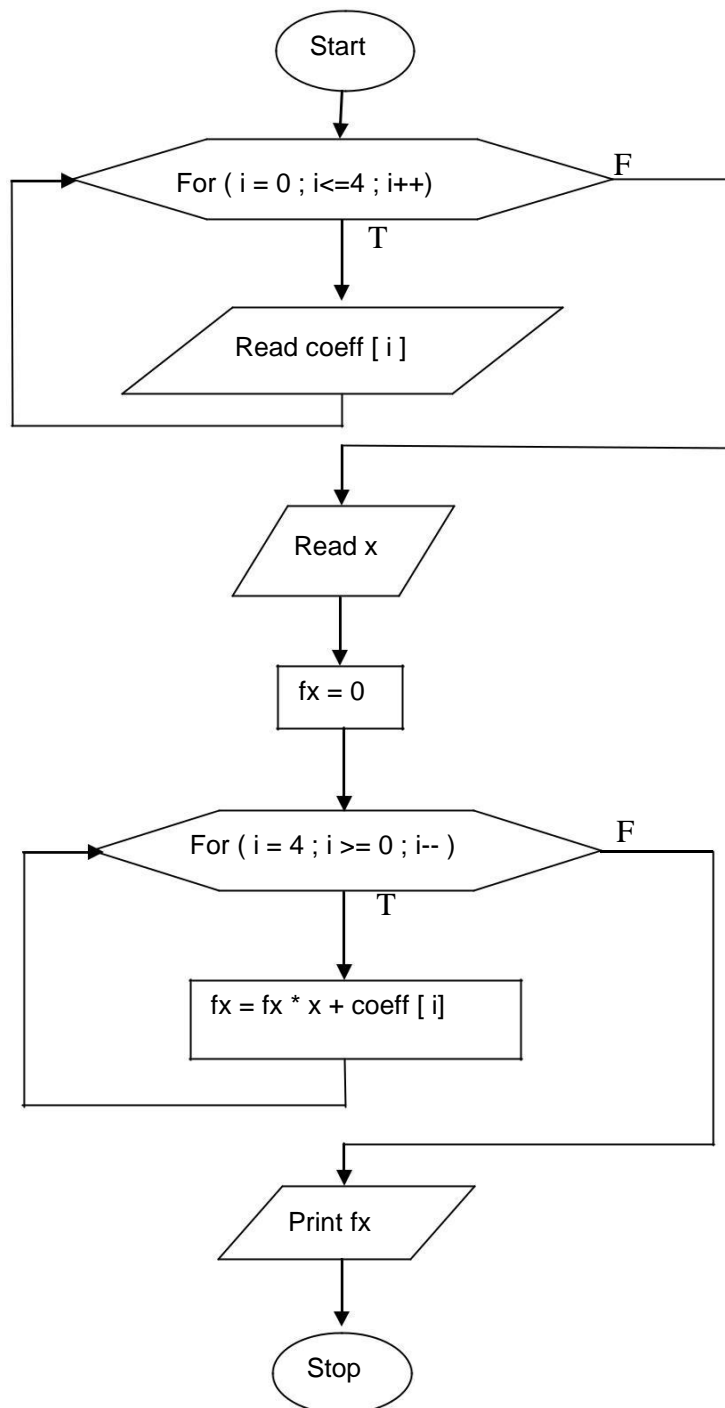 Start
For ( i = 0 ; i<=4 ; i++)
F
T
Read coeff [ i ]
Read x
fx = 0
For ( i = 4 ; i >= 0 ; i-- )
F
T
fx = fx * x + coeff [ i]
Print fx
Stop